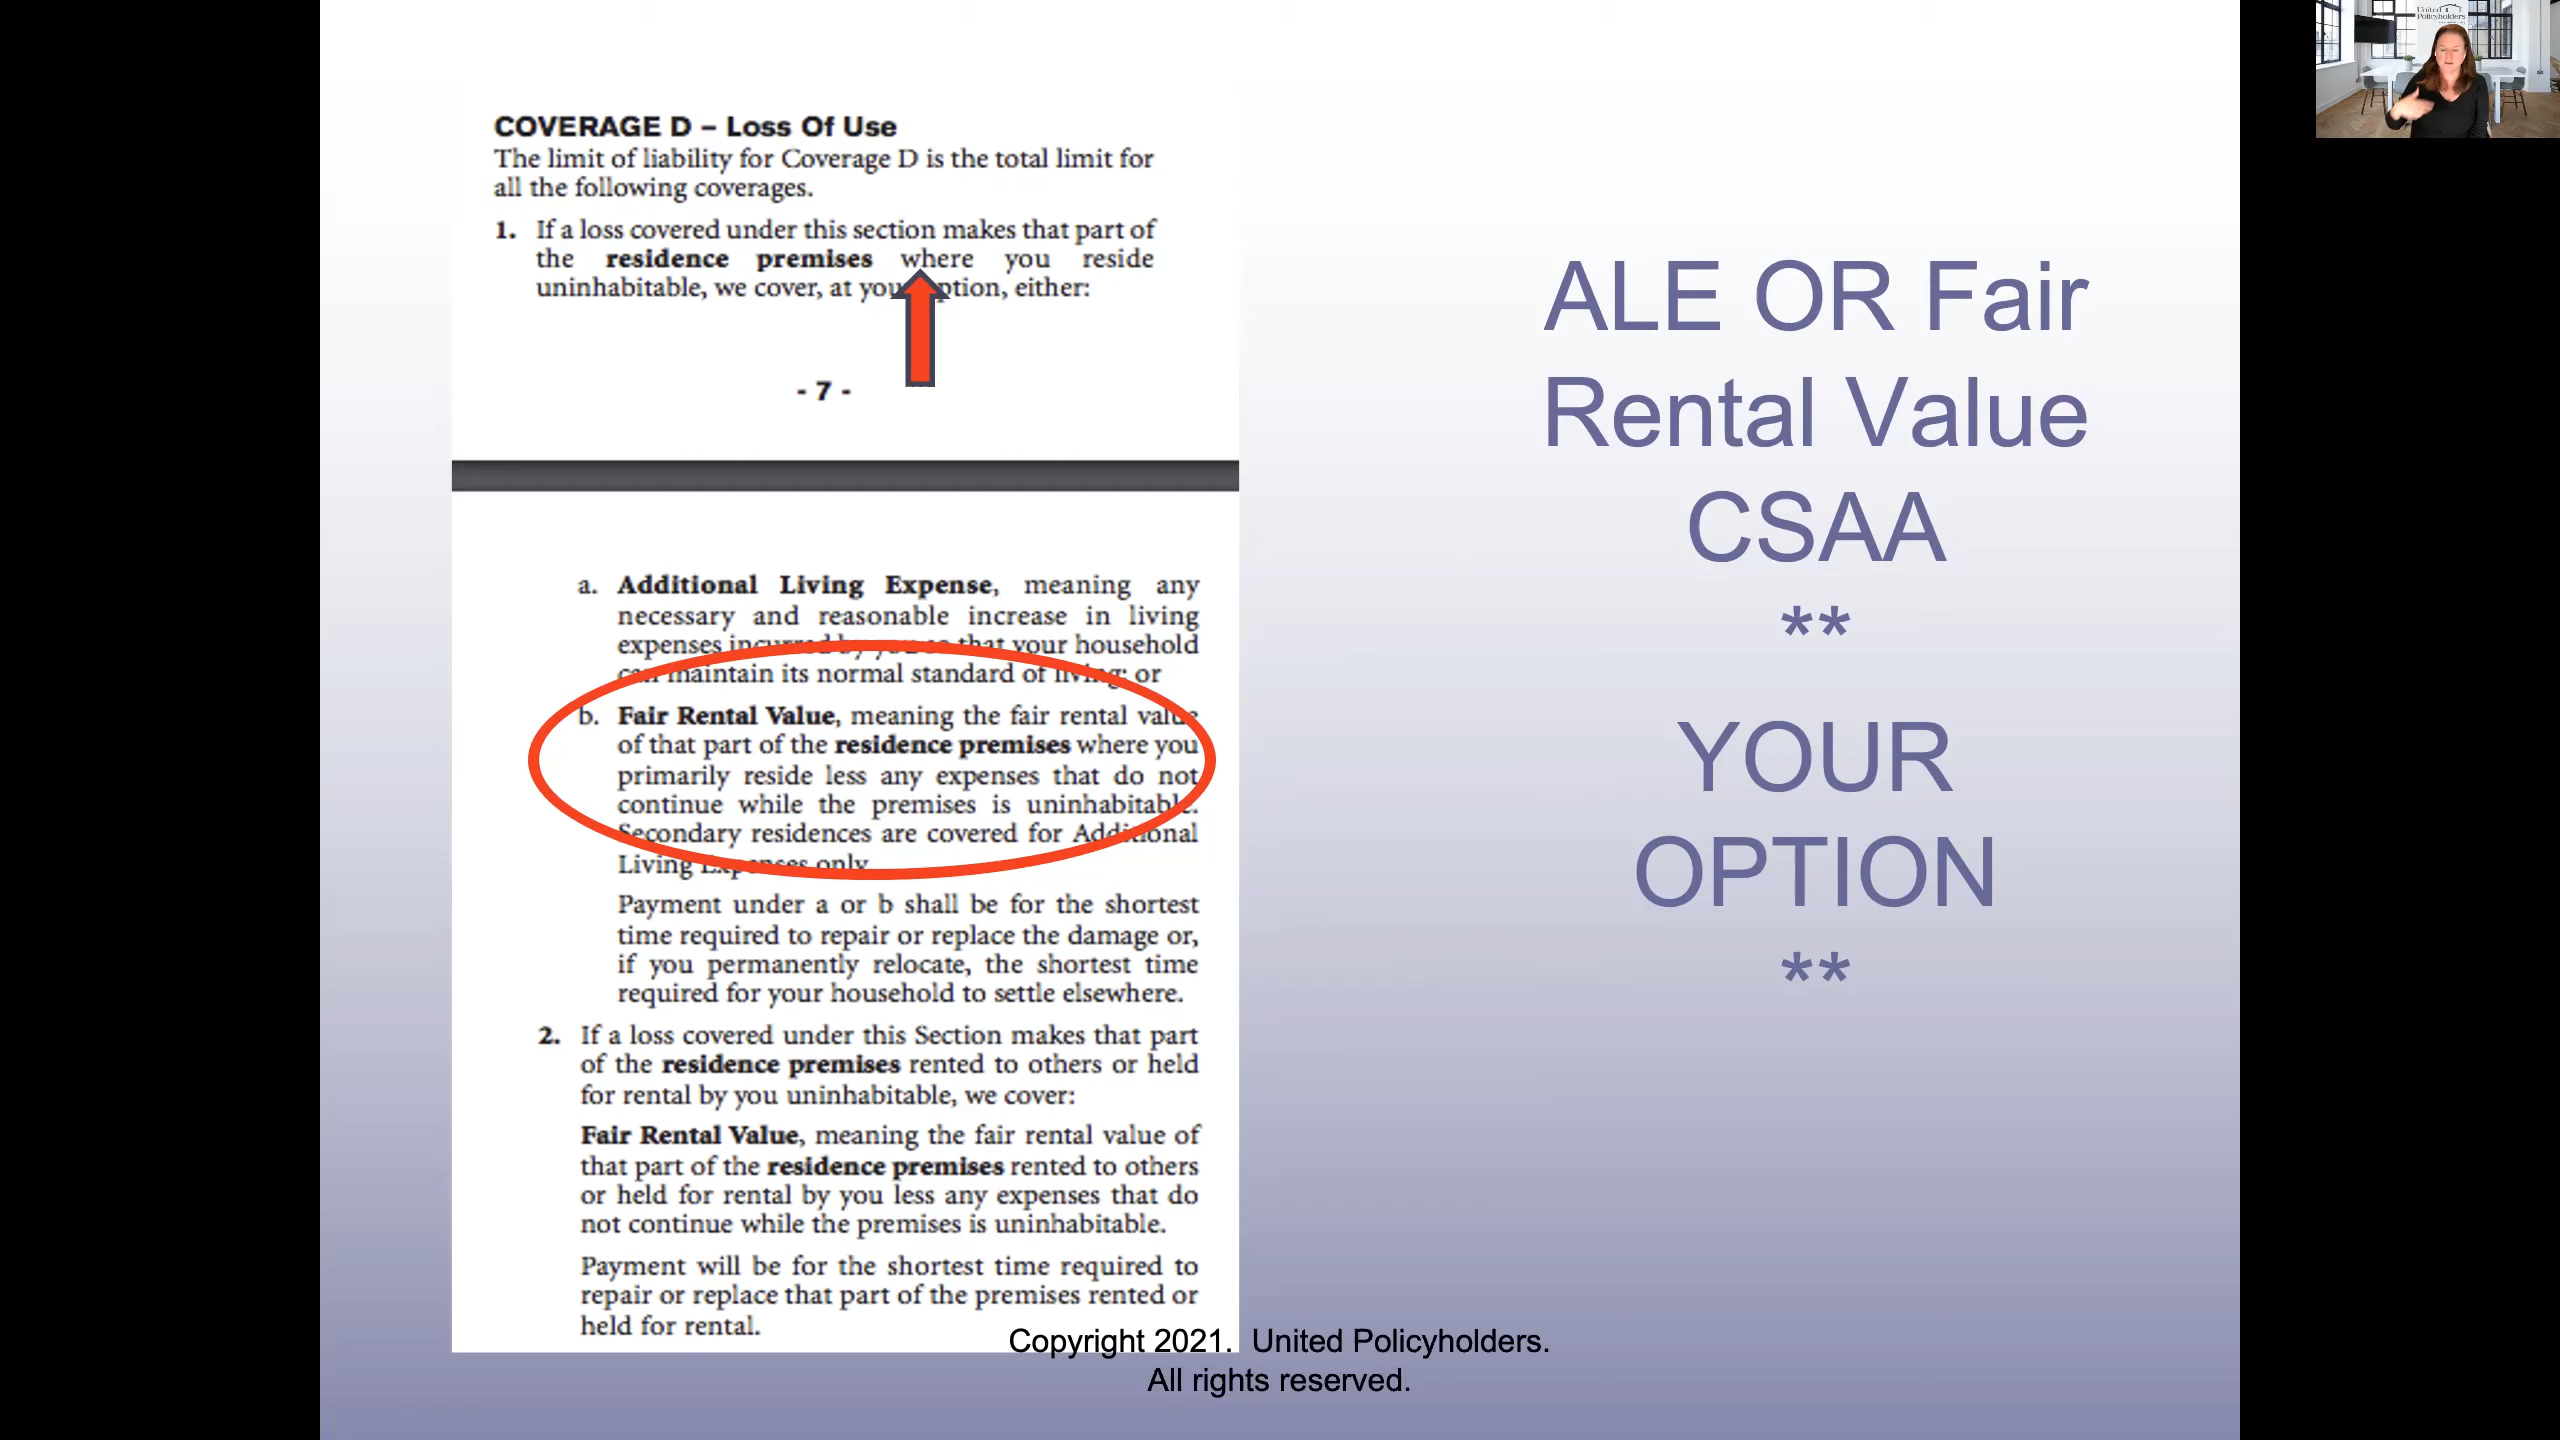 United
Policyholders
COVERAGE D – Loss Of Use
The limit of liability for Coverage D is the total limit for
all the following coverages.
1. If a loss covered under this section makes that part of
the residence premises where you reside
uninhabitable, we cover, at your option, either:
- 7 -
a. Additional Living Expense, meaning any
necessary and reasonable increase in living
expenses incurred by you so that your household
can maintain its normal standard of living; or
b. Fair Rental Value, meaning the fair rental value
of that part of the residence premises where you
primarily reside less any expenses that do not
continue while the premises is uninhabitable.
Secondary residences are covered for Additional
Living Expenses only.
Payment under a or b shall be for the shortest
time required to repair or replace the damage or,
if you permanently relocate, the shortest time
required for your household to settle elsewhere.
2. If a loss covered under this Section makes that part
of the residence premises rented to others or held
for rental by you uninhabitable, we cover:
Fair Rental Value, meaning the fair rental value of
that part of the residence premises rented to others
or held for rental by you less any expenses that do
not continue while the premises is uninhabitable.
Payment will be for the shortest time required to
repair or replace that part of the premises rented or
held for rental.
ALE OR Fair
Rental Value
CSAA
**
YOUR
OPTION
**
Copyright 2021. United Policyholders.
All rights reserved.